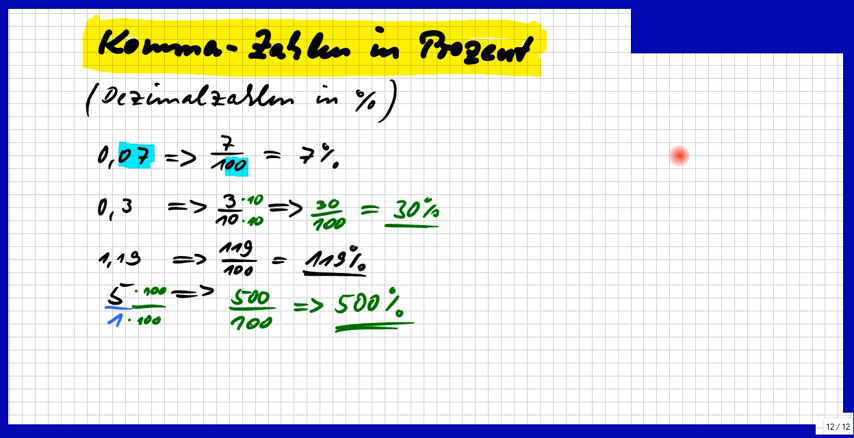 Komma-Zahlen in Prozent
(Dezimalzahlen in %)
0,07 => 7/100 = 7%
0,3 => 3·10/10·10 => 30/100 = 30%
1,19 => 119/100 = 119%
5·100/1·100 => 500/100 => 500%
12 / 12